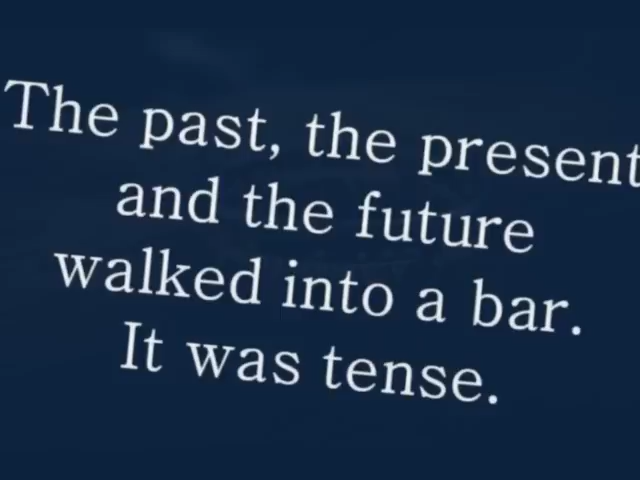 The past, the present
and the future
walked into a bar.
It was tense.